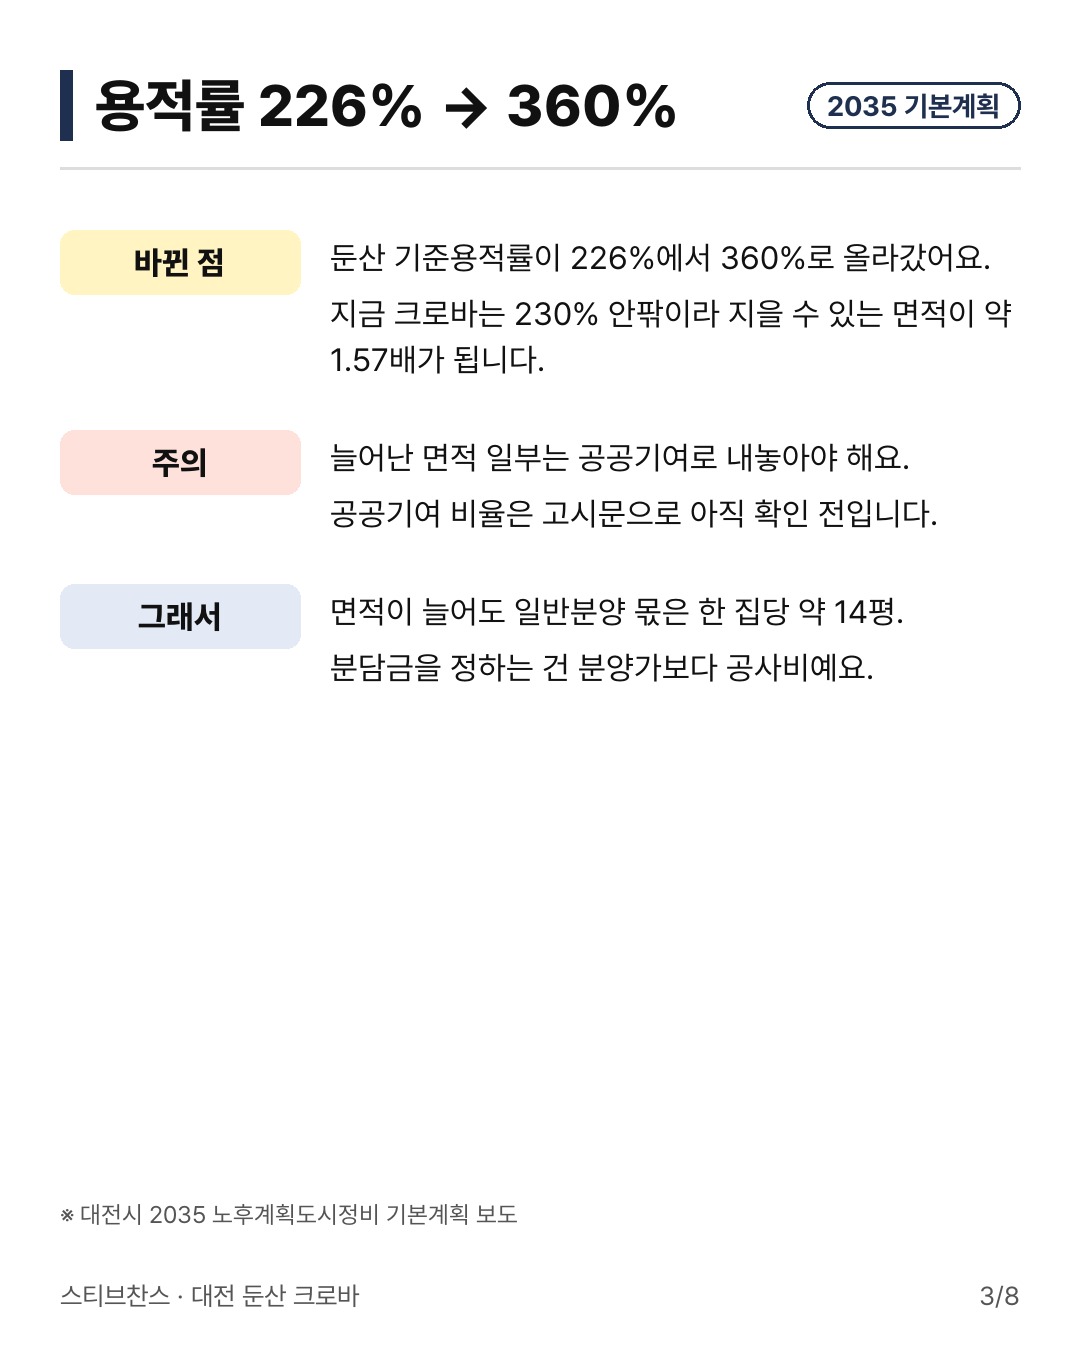 용적률 226% → 360%
2035 기본계획
바뀐 점
둔산 기준용적률이 226%에서 360%로 올라갔어요.
지금 크로바는 230% 안팎이라 지을 수 있는 면적이 약
1.57배가 됩니다.
주의
늘어난 면적 일부는 공공기여로 내놓아야 해요.
공공기여 비율은 고시문으로 아직 확인 전입니다.
그래서
면적이 늘어도 일반분양 몫은 한 집당 약 14평.
분담금을 정하는 건 분양가보다 공사비예요.
※ 대전시 2035 노후계획도시정비 기본계획 보도
스티브찬스 · 대전 둔산 크로바
3/8